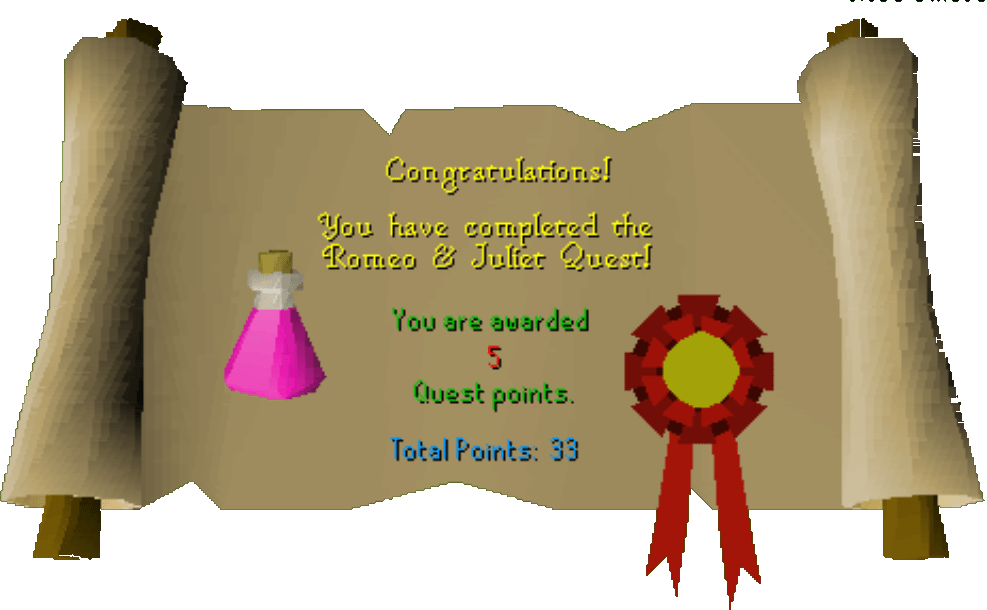 Congratulations!
You have completed the
Romeo & Juliet Quest!
You are awarded
5
Quest points.
Total Points: 33